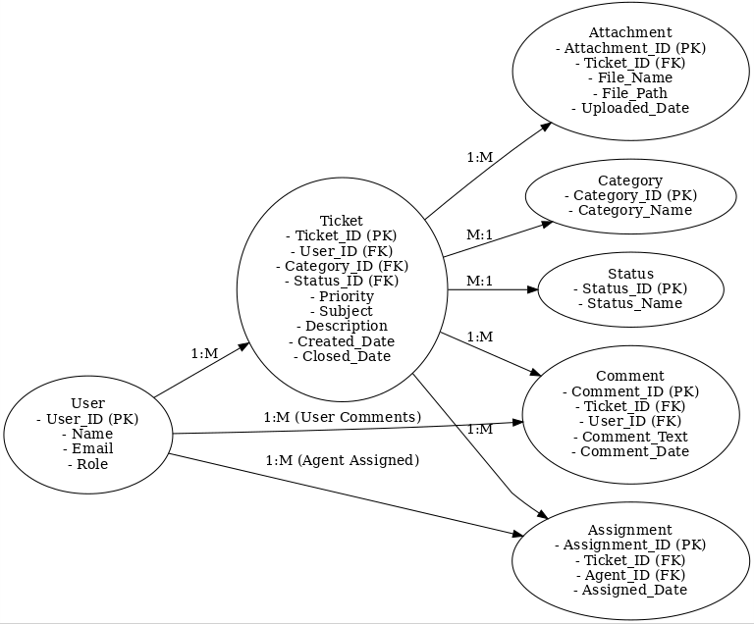 Attachment
- Attachment_ID (PK)
- Ticket_ID (FK)
- File_Name
- File_Path
- Uploaded_Date
1:M
Category
- Category_ID (PK)
- Category_Name
M:1
Ticket
- Ticket_ID (PK)
- User_ID (FK)
- Category_ID (FK)
- Status_ID (FK)
- Priority
- Subject
- Description
- Created_Date
- Closed_Date
M:1
Status
- Status_ID (PK)
- Status_Name
1:M
1:M
Comment
- Comment_ID (PK)
- Ticket_ID (FK)
- User_ID (FK)
- Comment_Text
- Comment_Date
User
- User_ID (PK)
- Name
- Email
- Role
1:M (User Comments)
1:M
1:M (Agent Assigned)
Assignment
- Assignment_ID (PK)
- Ticket_ID (FK)
- Agent_ID (FK)
- Assigned_Date